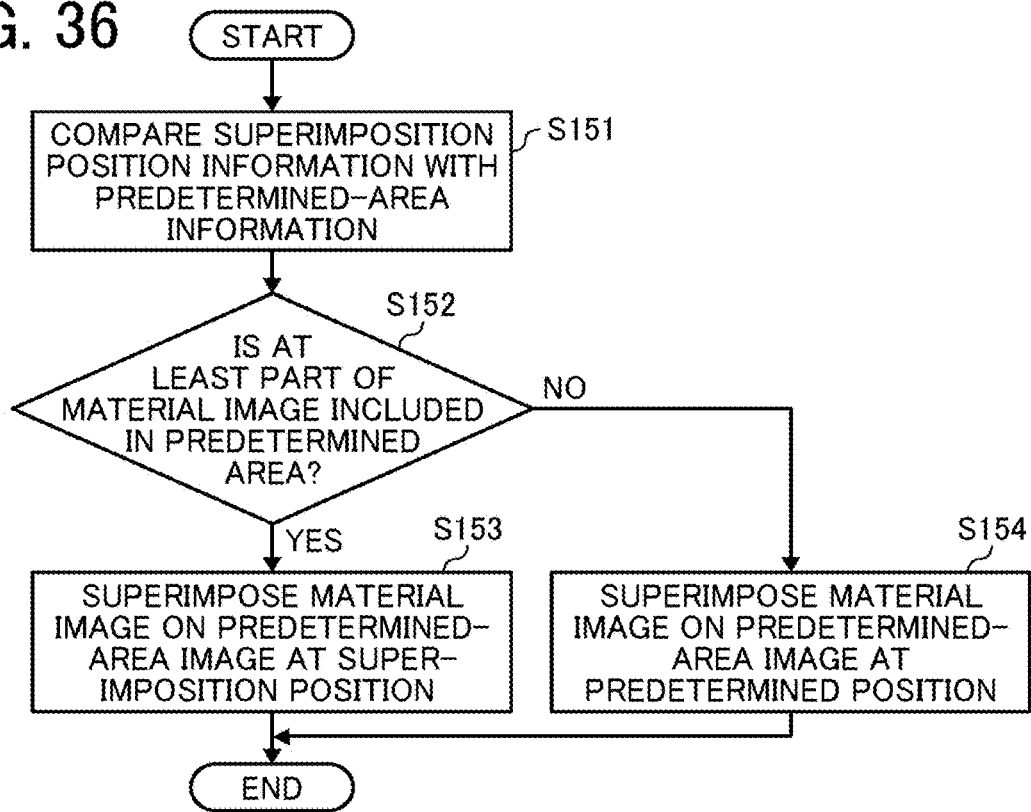 G. 36
START
COMPARE SUPERIMPOSITION
POSITION INFORMATION WITH
PREDETERMINED-AREA
INFORMATION
S151
S152
IS AT
LEAST PART OF
MATERIAL IMAGE INCLUDED
IN PREDETERMINED
AREA?
NO
YES
S153
SUPERIMPOSE MATERIAL
IMAGE ON PREDETERMINED-
AREA IMAGE AT SUPER-
IMPOSITION POSITION
S154
SUPERIMPOSE MATERIAL
IMAGE ON PREDETERMINED-
AREA IMAGE AT
PREDETERMINED POSITION
END